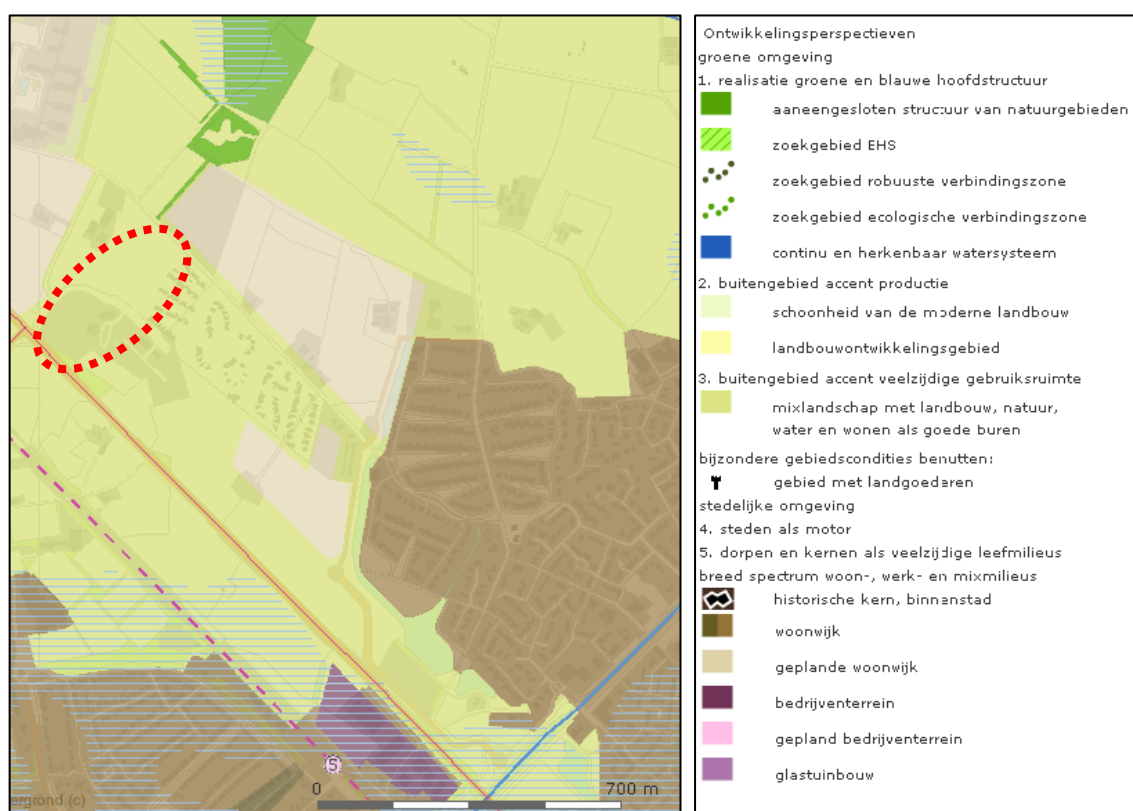 S
0
700 m
ergrond (c)
Ontwikkelingsperspectieven
groene omgeving
1. realisatie groene en blauwe hoofdstructuur
aaneengesloten structuur van natuurgebieden
zoekgebied EHS
zoekgebied robuuste verbindingszone
zoekgebied ecologische verbindingszone
continu en herkenbaar watersysteem
2. buitengebied accent productie
schoonheid van de moderne landbouw
landbouwontwikkelingsgebied
3. buitengebied accent veelzijdige gebruiksruimte
mixlandschap met landbouw, natuur,
water en wonen als goede buren
bijzondere gebiedscondities benutten:
gebied met landgoederen
stedelijke omgeving
4. steden als motor
5. dorpen en kernen als veelzijdige leefmilieus
breed spectrum woon-, werk- en mixmilieus
historische kern, binnenstad
woonwijk
geplande woonwijk
bedrijventerrein
gepland bedrijventerrein
glastuinbouw